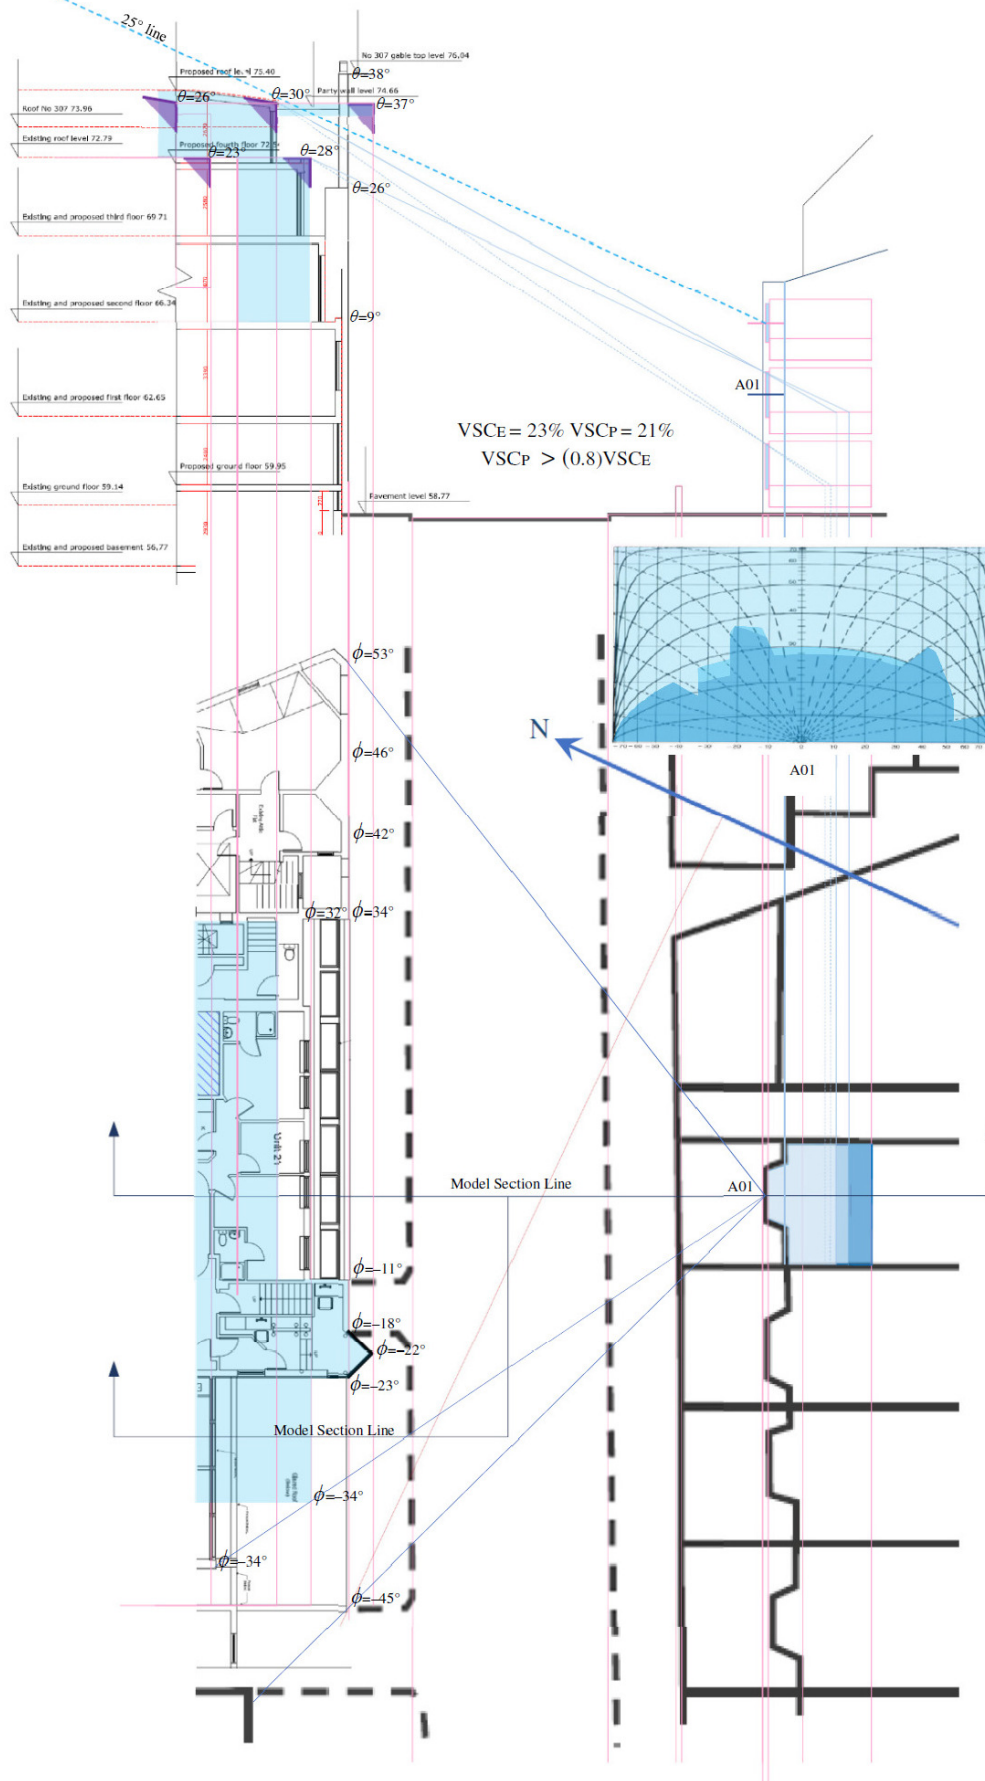 25° line
No 307 gable top level 76.04
θ=38°
Proposed roof le
75.40
Party wall level 74.66
θ=26°
θ=30°
θ=37°
Roof No 307 73.96
Existing roof level 72.79
Proposed fourth floor 72.5
θ=23°
θ=28°
θ=26°
Existing and proposed third floor 69.71
Existing and proposed second floor 66.34
θ=9°
Existing and proposed first floor 62.65
A01
VSCE = 23% VSCP = 21%
VSCP > (0.8)VSCE
Proposed ground floor 59.95
Existing ground floor 59.14
Pavement level 58.77
Existing and proposed basement 56.77
ϕ=53°
N
ϕ=46°
A01
ϕ=42°
ϕ=32°
ϕ=34°
Unit 21
Model Section Line
A01
ϕ=–11°
ϕ=–18°
ϕ=–22°
ϕ=–23°
Model Section Line
ϕ=–34°
ϕ=–34°
ϕ=–45°